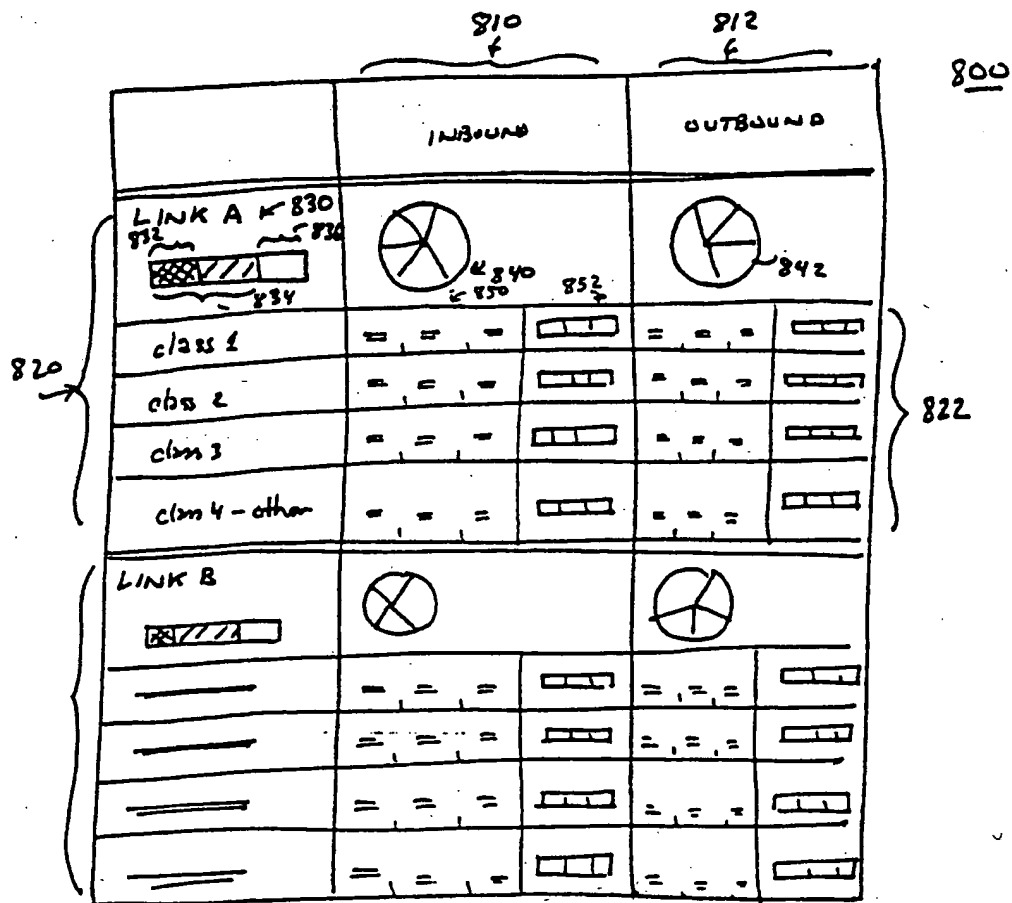 810 812
800
INBOUND OUTBOUND
LINK A 830
832 836
840 842
850 852
834
class 1
820
class 2
822
class 3
class 4 - other
LINK B